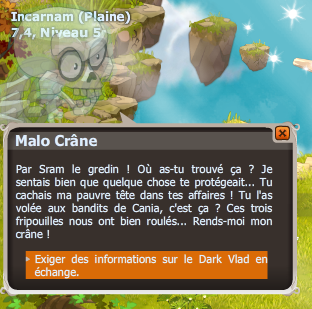 Incarnam (Plaine)
7,4, Niveau 5
Malo Crâne
Par Sram le gredin ! Où as-tu trouvé ça ? Je
sentais bien que quelque chose te protégeait... Tu
cachais ma pauvre tête dans tes affaires ! Tu l'as
volée aux bandits de Cania, c'est ça ? Ces trois
fripouilles nous ont bien roulés... Rends-moi mon
crâne !
Exiger des informations sur le Dark Vlad en
échange.